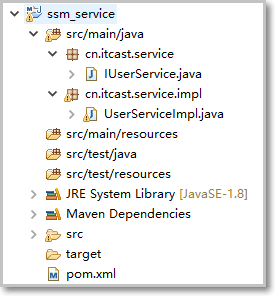 ssm_service
src/main/java
cn.itcast.service
IUserService.java
cn.itcast.service.impl
UserServiceImpl.java
src/main/resources
src/test/java
src/test/resources
JRE System Library [JavaSE-1.8]
Maven Dependencies
src
target
pom.xml